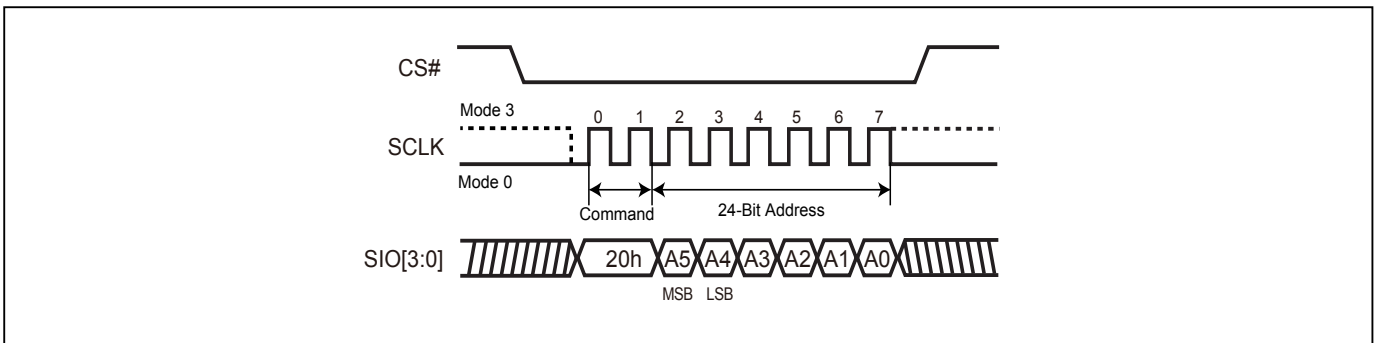 CS#
Mode 3
0 1 2 3 4 5 6 7
SCLK
Mode 0
Command
24-Bit Address
SIO[3:0]
20h A5 A4 A3 A2 A1 A0
MSB LSB